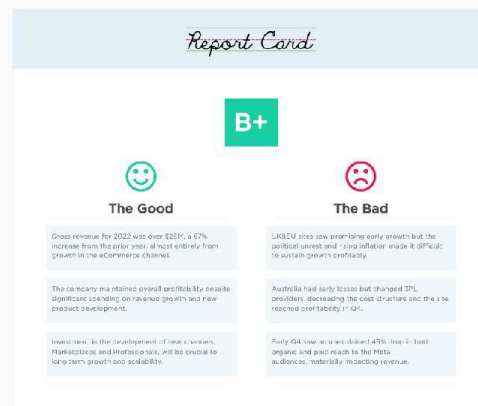 Report Card
B+
The Good
Gross revenue for 2022 was over $26M, a 67%
increase from the prior year, almost entirely from
growth in the eCommerce channel.
The company maintained overall profitability despite
significant spending on revenue growth and new
product development.
Investment in the development of new channels,
Marketplaces and Professionals, will be crucial to
long term growth and scalability.
The Bad
UK&EU sites saw promising early growth but the
political unrest and rising inflation made it difficult
to sustain growth profitably.
Australia had early losses but changed 3PL
providers, decreasing the cost structure and the site
reached profitability in Q4.
Early Q4 saw an unexplained 45% drop in both
organic and paid reach to the Meta
audiences, materially impacting revenue.